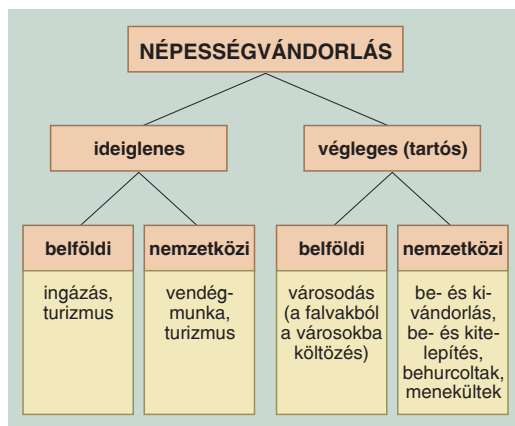 NÉPESSÉGVÁNDORLÁS
ideiglenes
végleges (tartós)
belföldi
ingázás,
turizmus
nemzetközi
vendég-
munka,
turizmus
belföldi
városodás
(a falvakból
a városokba
költözés)
nemzetközi
be- és ki-
vándorlás,
be- és kite-
lepítés,
behurcoltak,
menekültek